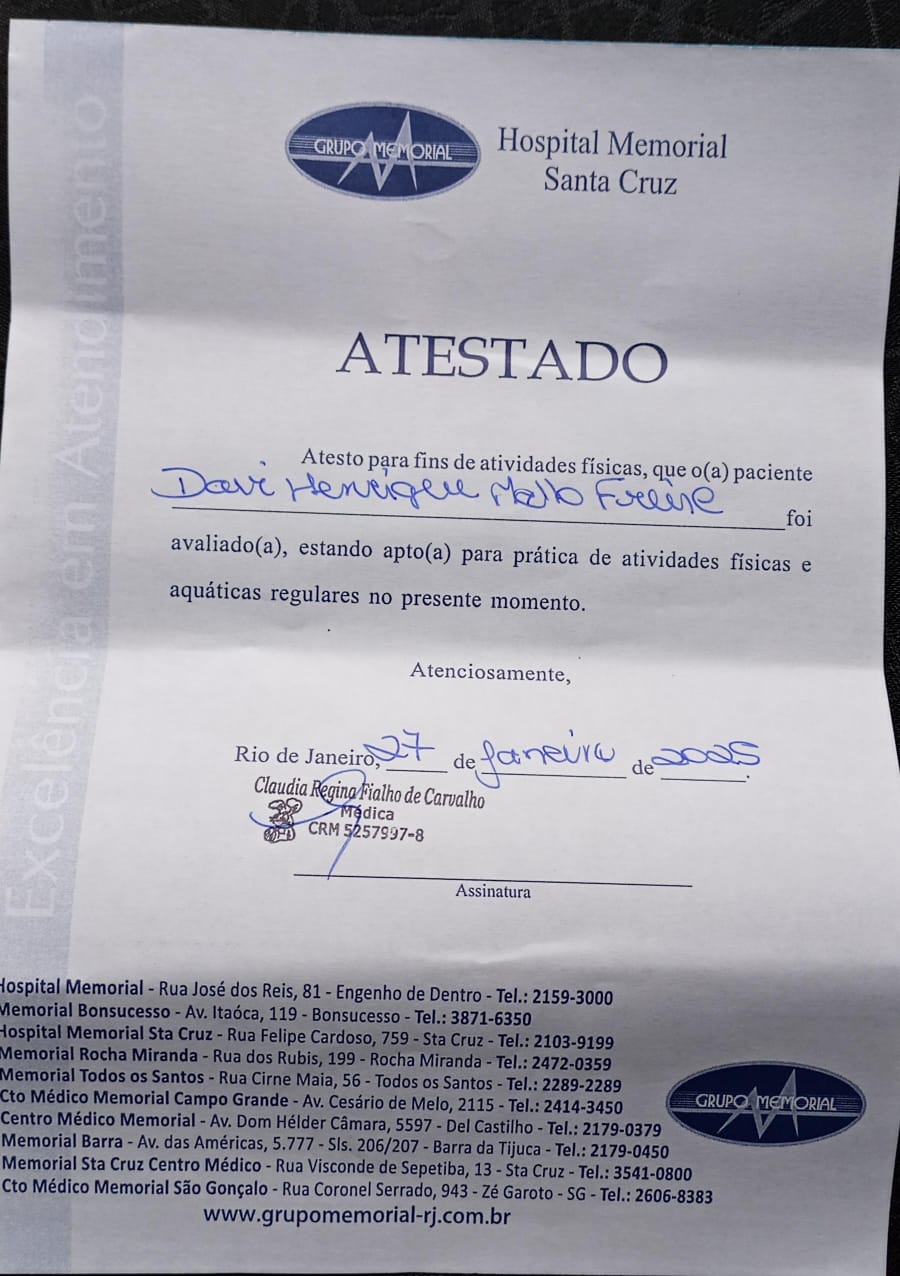 Excelência em Atendimento
GRUPO MEMORIAL
Hospital Memorial
Santa Cruz
ATESTADO
Atesto para fins de atividades físicas, que o(a) paciente
Davi Henrique Mello Freire foi
avaliado(a), estando apto(a) para prática de atividades físicas e
aquáticas regulares no presente momento.
Atenciosamente,
Rio de Janeiro, 27 de janeiro de 2025.
Claudia Regina Fialho de Carvalho
Médica
CRM 5257997-8
Assinatura
Hospital Memorial - Rua José dos Reis, 81 - Engenho de Dentro - Tel.: 2159-3000
Memorial Bonsucesso - Av. Itaóca, 119 - Bonsucesso - Tel.: 3871-6350
Hospital Memorial Sta Cruz - Rua Felipe Cardoso, 759 - Sta Cruz - Tel.: 2103-9199
Memorial Rocha Miranda - Rua dos Rubis, 199 - Rocha Miranda - Tel.: 2472-0359
Memorial Todos os Santos - Rua Cirne Maia, 56 - Todos os Santos - Tel.: 2289-2289
Cto Médico Memorial Campo Grande - Av. Cesário de Melo, 2115 - Tel.: 2414-3450
Centro Médico Memorial - Av. Dom Hélder Câmara, 5597 - Del Castilho - Tel.: 2179-0379
Memorial Barra - Av. das Américas, 5.777 - Sls. 206/207 - Barra da Tijuca - Tel.: 2179-0450
Memorial Sta Cruz Centro Médico - Rua Visconde de Sepetiba, 13 - Sta Cruz - Tel.: 3541-0800
Cto Médico Memorial São Gonçalo - Rua Coronel Serrado, 943 - Zé Garoto - SG - Tel.: 2606-8383
www.grupomemorial-rj.com.br
GRUPO MEMORIAL